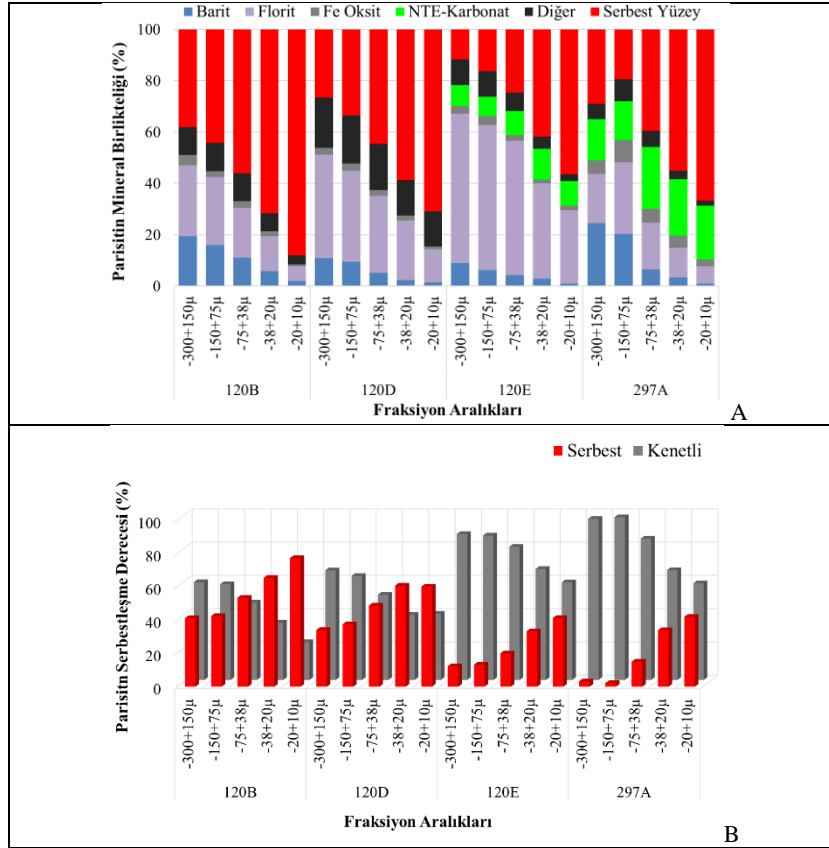 Barit Florit Fe Oksit NTE-Karbonat Diğer Serbest Yüzey
Parisitin Mineral Birlikteliği (%)
100
80
60
40
20
0
-300+150µ -150+75µ -75+38µ -38+20µ -20+10µ -300+150µ -150+75µ -75+38µ -38+20µ -20+10µ -300+150µ -150+75µ -75+38µ -38+20µ -20+10µ -300+150µ -150+75µ -75+38µ -38+20µ -20+10µ
120B 120D 120E 297A
Fraksiyon Aralıkları
A
Serbest Kenetli
Parisitn Serbestleşme Derecesi (%)
100
80
60
40
20
0
-300+150µ -150+75µ -75+38µ -38+20µ -20+10µ -300+150µ -150+75µ -75+38µ -38+20µ -20+10µ -300+150µ -150+75µ -75+38µ -38+20µ -20+10µ -300+150µ -150+75µ -75+38µ -38+20µ -20+10µ
120B 120D 120E 297A
Fraksiyon Aralıkları
B